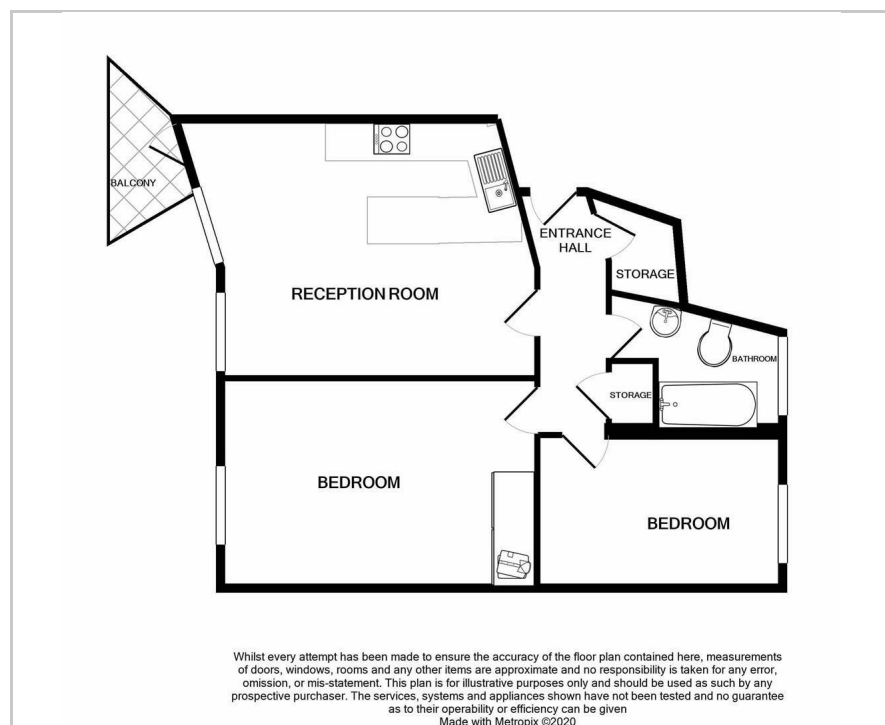 BALCONY
ENTRANCE
HALL
STORAGE
RECEPTION ROOM
BATHROOM
STORAGE
BEDROOM
BEDROOM
Whilst every attempt has been made to ensure the accuracy of the floor plan contained here, measurements
of doors, windows, rooms and any other items are approximate and no responsibility is taken for any error,
omission, or mis-statement. This plan is for illustrative purposes only and should be used as such by any
prospective purchaser. The services, systems and appliances shown have not been tested and no guarantee
as to their operability or efficiency can be given
Made with Metropix ©2020